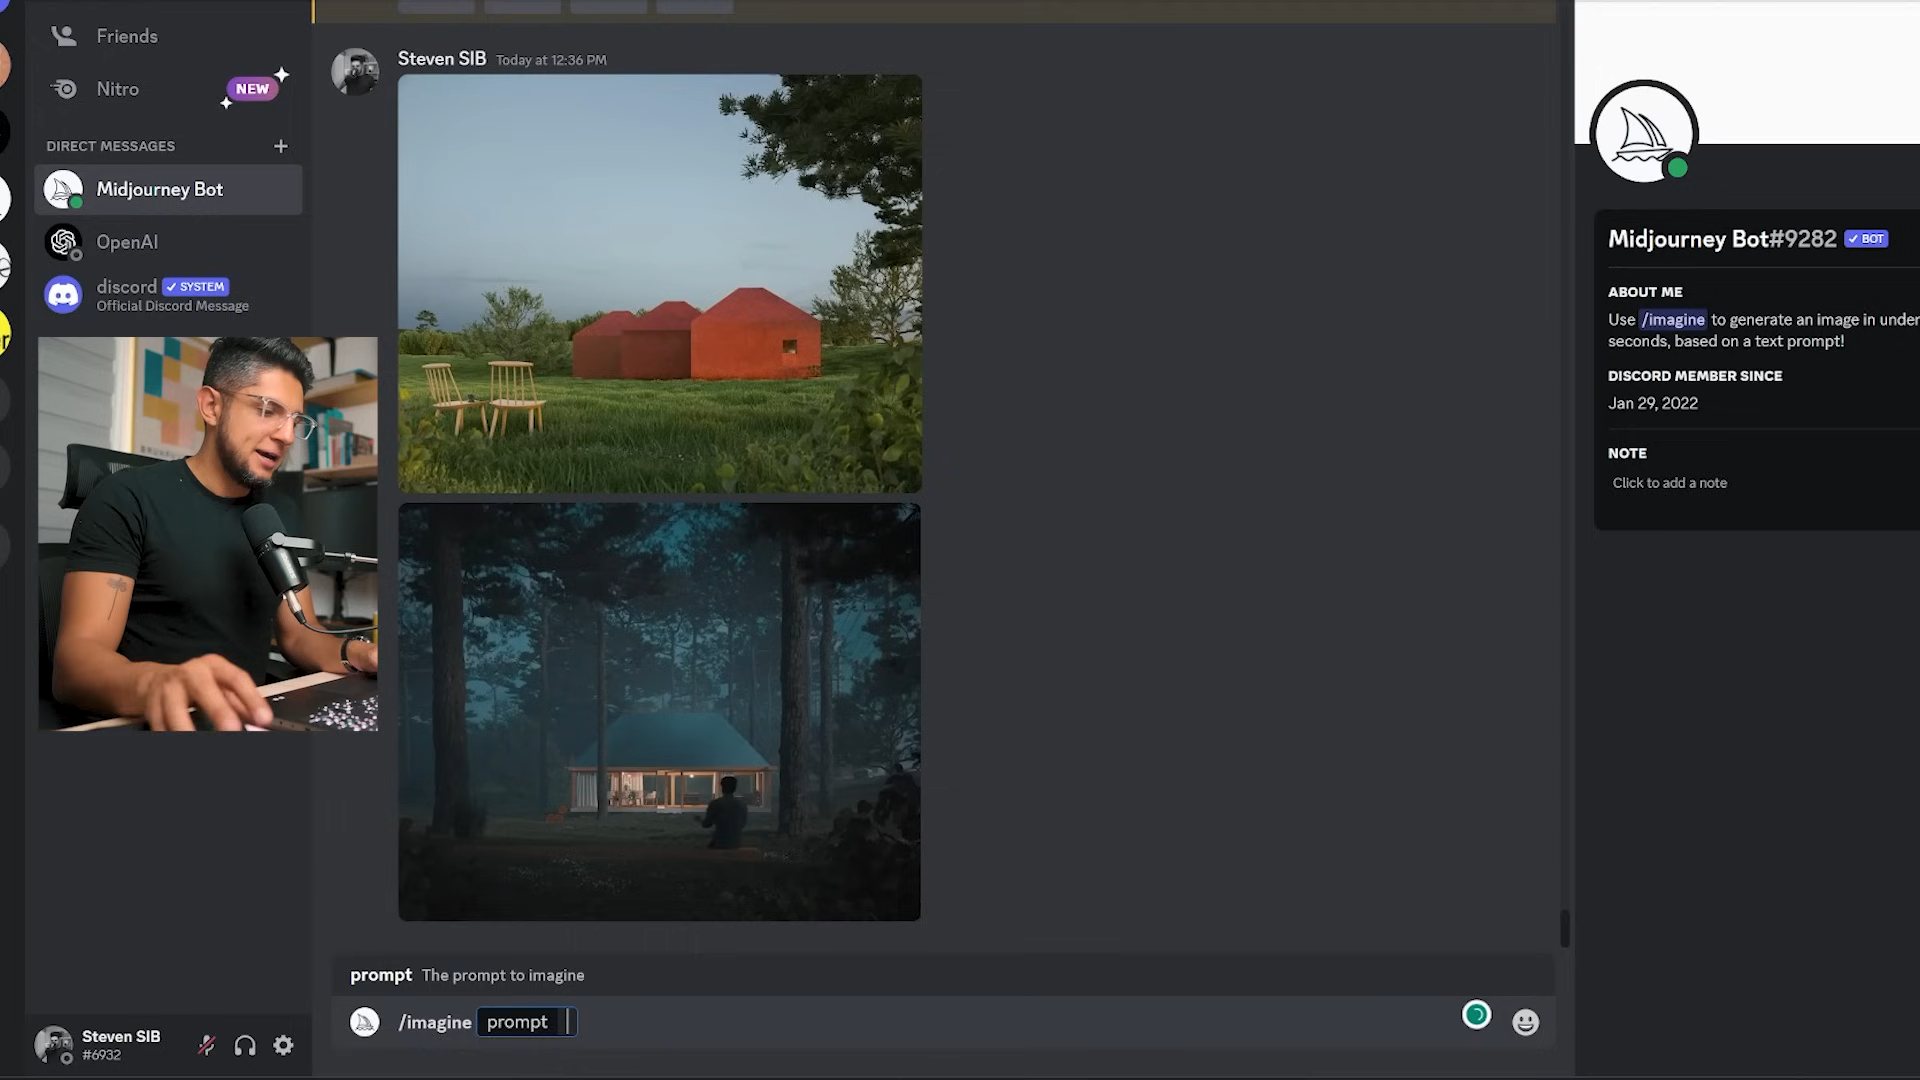 Friends
Nitro
NEW
DIRECT MESSAGES
Midjourney Bot
OpenAI
discord ✓ SYSTEM
Official Discord Message
Steven SIB
#6932
Steven SIB Today at 12:36 PM
prompt The prompt to imagine
/imagine prompt
Midjourney Bot#9282 ✓ BOT
ABOUT ME
Use /imagine to generate an image in under
seconds, based on a text prompt!
DISCORD MEMBER SINCE
Jan 29, 2022
NOTE
Click to add a note